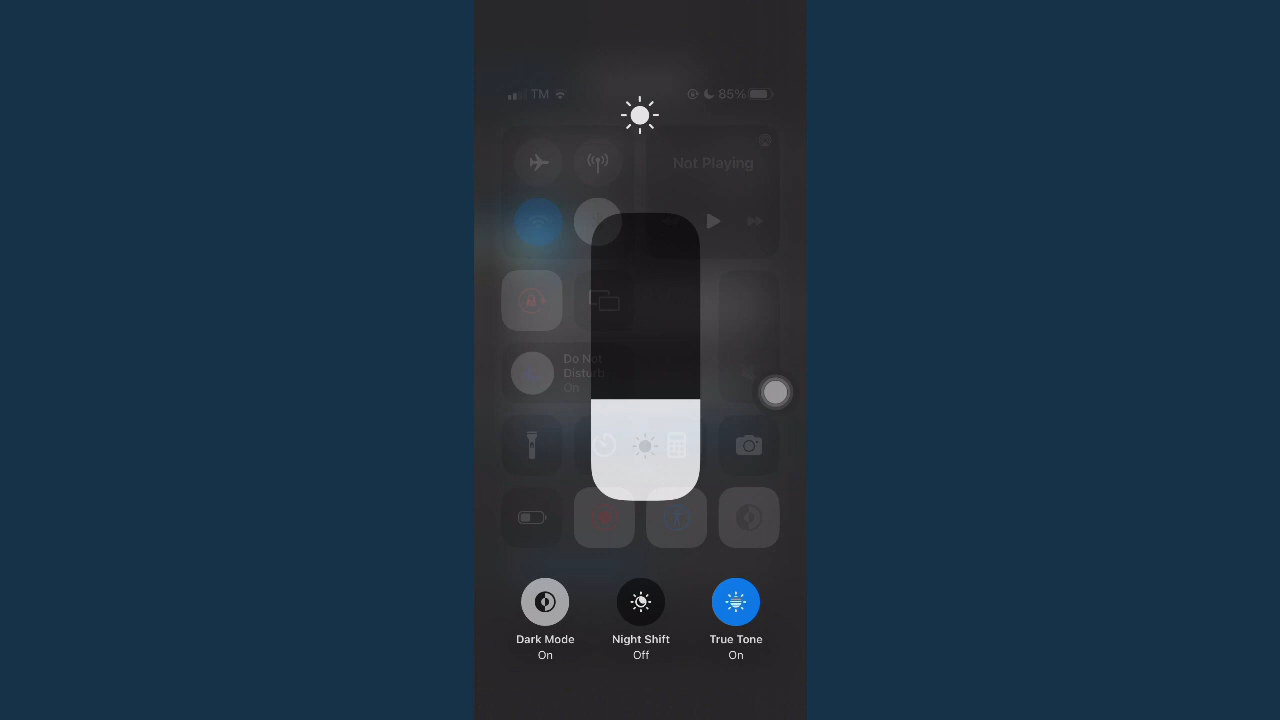 TM 85%
Not Playing
Do Not
Disturb
On
Dark Mode Night Shift True Tone
On Off On